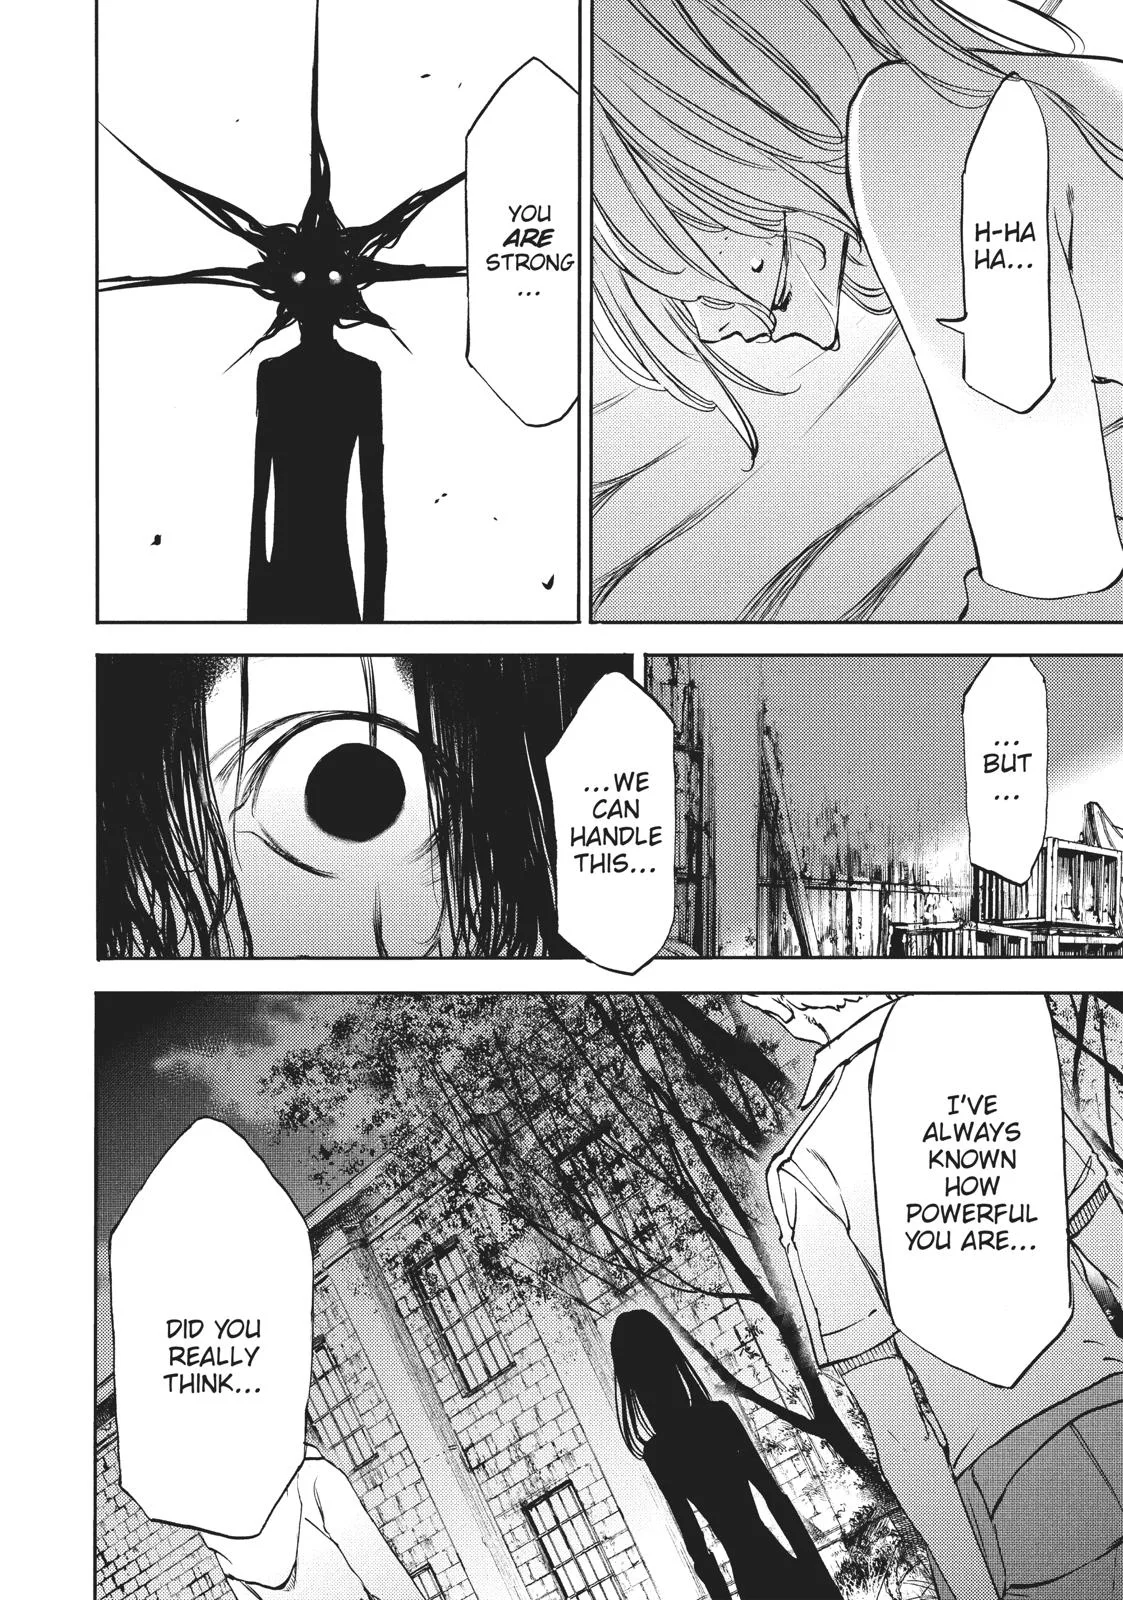 H-HA
HA...
YOU
ARE
STRONG
...
...
BUT
...
...WE
CAN
HANDLE
THIS...
I'VE
ALWAYS
KNOWN
HOW
POWERFUL
YOU ARE...
DID YOU
REALLY
THINK...